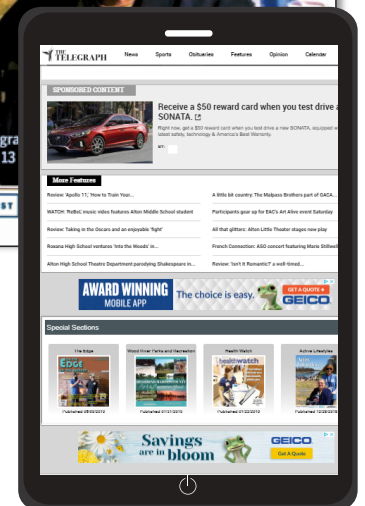 THE
TELEGRAPH
News Sports Obituaries Features Opinion Calendar
SPONSORED CONTENT
Receive a $50 reward card when you test drive a
SONATA.
Right now, get a $50 reward card when you test drive a new SONATA, equipped w
latest safety, technology & America's Best Warranty.
BY:
More Features
Review: 'Apollo 11', 'How to Train Your...
A little bit country: The Malpass Brothers part of OACA...
WATCH: 'ReBeL' music video features Alton Middle School student
Participants gear up for EAC's Art Alive event Saturday
Review: Taking in the Oscars and an enjoyable 'fight'
All that glitters: Alton Little Theater stages new play
Roxana High School ventures 'Into the Woods' in...
French Connection: ASO concert featuring Marie Stillwell
Alton High School Theatre Department parodying Shakespeare in...
Review: 'Isn't It Romantic?' a well-timed...
AWARD WINNING
MOBILE APP
The choice is easy.
GET A QUOTE
GEICO
Special Sections
The Edge
Wood River Parks and Recreation
Health Watch
Active Lifestyles
EDGE
healthwatch
Savings
are in bloom
GEICO
Get A Quote
gra
13
ST